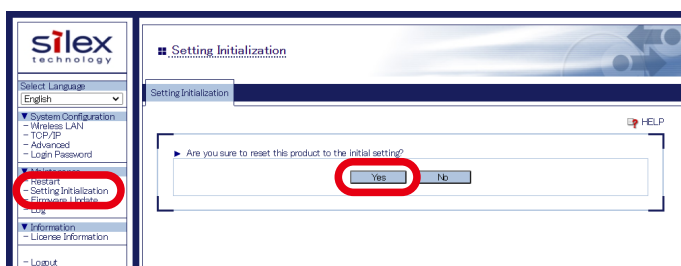 silex
technology
Select Language
English
▼ System Configuration
- Wireless LAN
- TCP/IP
- Advanced
- Login Password
▼ Maintenance
- Restart
- Setting Initialization
- Firmware Update
- Log
▼ Information
- License Information
- Logout
Setting Initialization
Setting Initialization
HELP
► Are you sure to reset this product to the initial setting?
Yes No